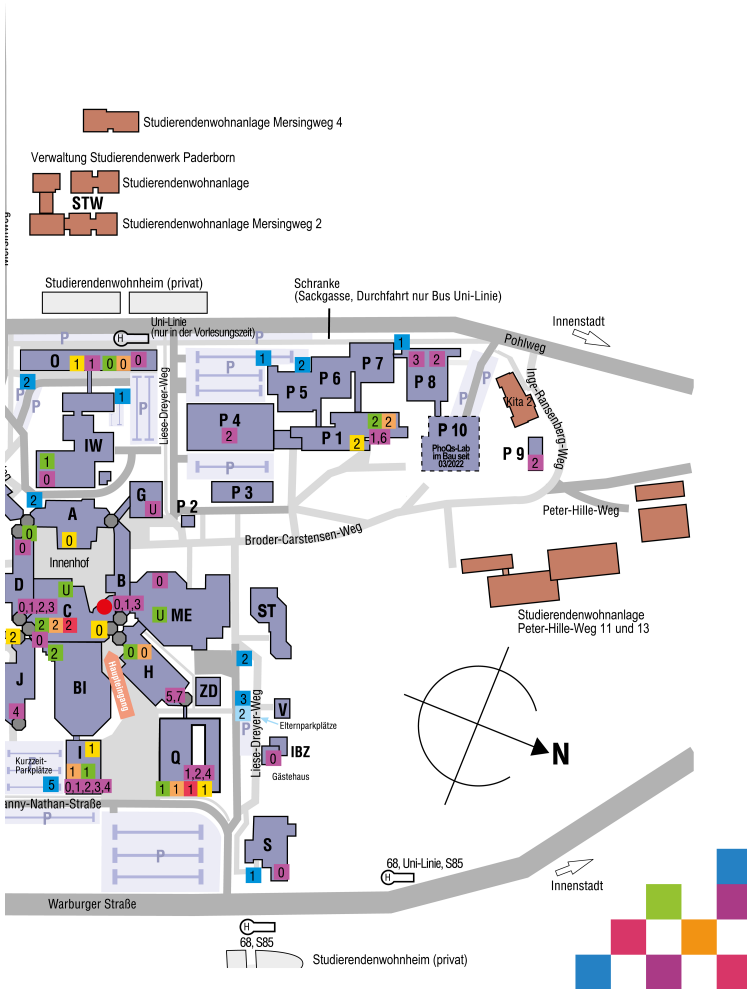 Studierendenwohnanlage Mersingweg 4
Verwaltung Studierendenwerk Paderborn
Studierendenwohnanlage
STW
Studierendenwohnanlage Mersingweg 2
Studierendenwohnheim (privat)
Schranke
(Sackgasse, Durchfahrt nur Bus Uni-Linie)
Innenstadt
Uni-Linie
(nur in der Vorlesungszeit)
H
P
P
Pohlweg
O
1
1
0
0
0
1
2
P 7
1
3
2
P 8
P
P 6
P 5
P
2
1
P
P
IW
Liese-Dreyer-Weg
P 4
2
P 1
2
2
2
1,6
P 10
PhoQs-Lab
im Bau seit
03/2022
Kita 2
Inge-Ransenberg-Weg
P 9
2
1
0
P
P 3
G
U
P 2
2
A
0
0
0
Innenhof
Broder-Carstensen-Weg
Peter-Hille-Weg
D
B
0
U
ME
ST
0,1,2,3
C
U
0,1,3
2
2
2
0
2
0
2
0
0
Studierendenwohnanlage
Peter-Hille-Weg 11 und 13
J
4
BI
Haupteingang
H
5,7
ZD
2
3
2
P
V
Elternparkplätze
Liese-Dreyer-Weg
IBZ
0
Gästehaus
N
Kurzzeit-
Parkplätze
5
I
1
1
1
0,1,2,3,4
Q
1,2,4
1
1
1
1
anny-Nathan-Straße
P
P
S
1
0
68, Uni-Linie, S85
H
Innenstadt
Warburger Straße
H
68, S85
Studierendenwohnheim (privat)